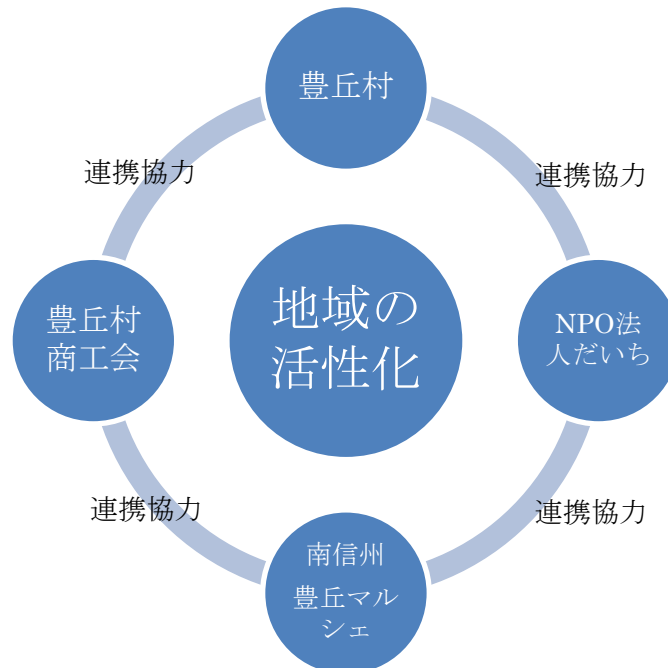 豊丘村
連携協力
連携協力
豊丘村
商工会
地域の
活性化
NPO法
人だいち
連携協力
連携協力
南信州
豊丘マル
シェ